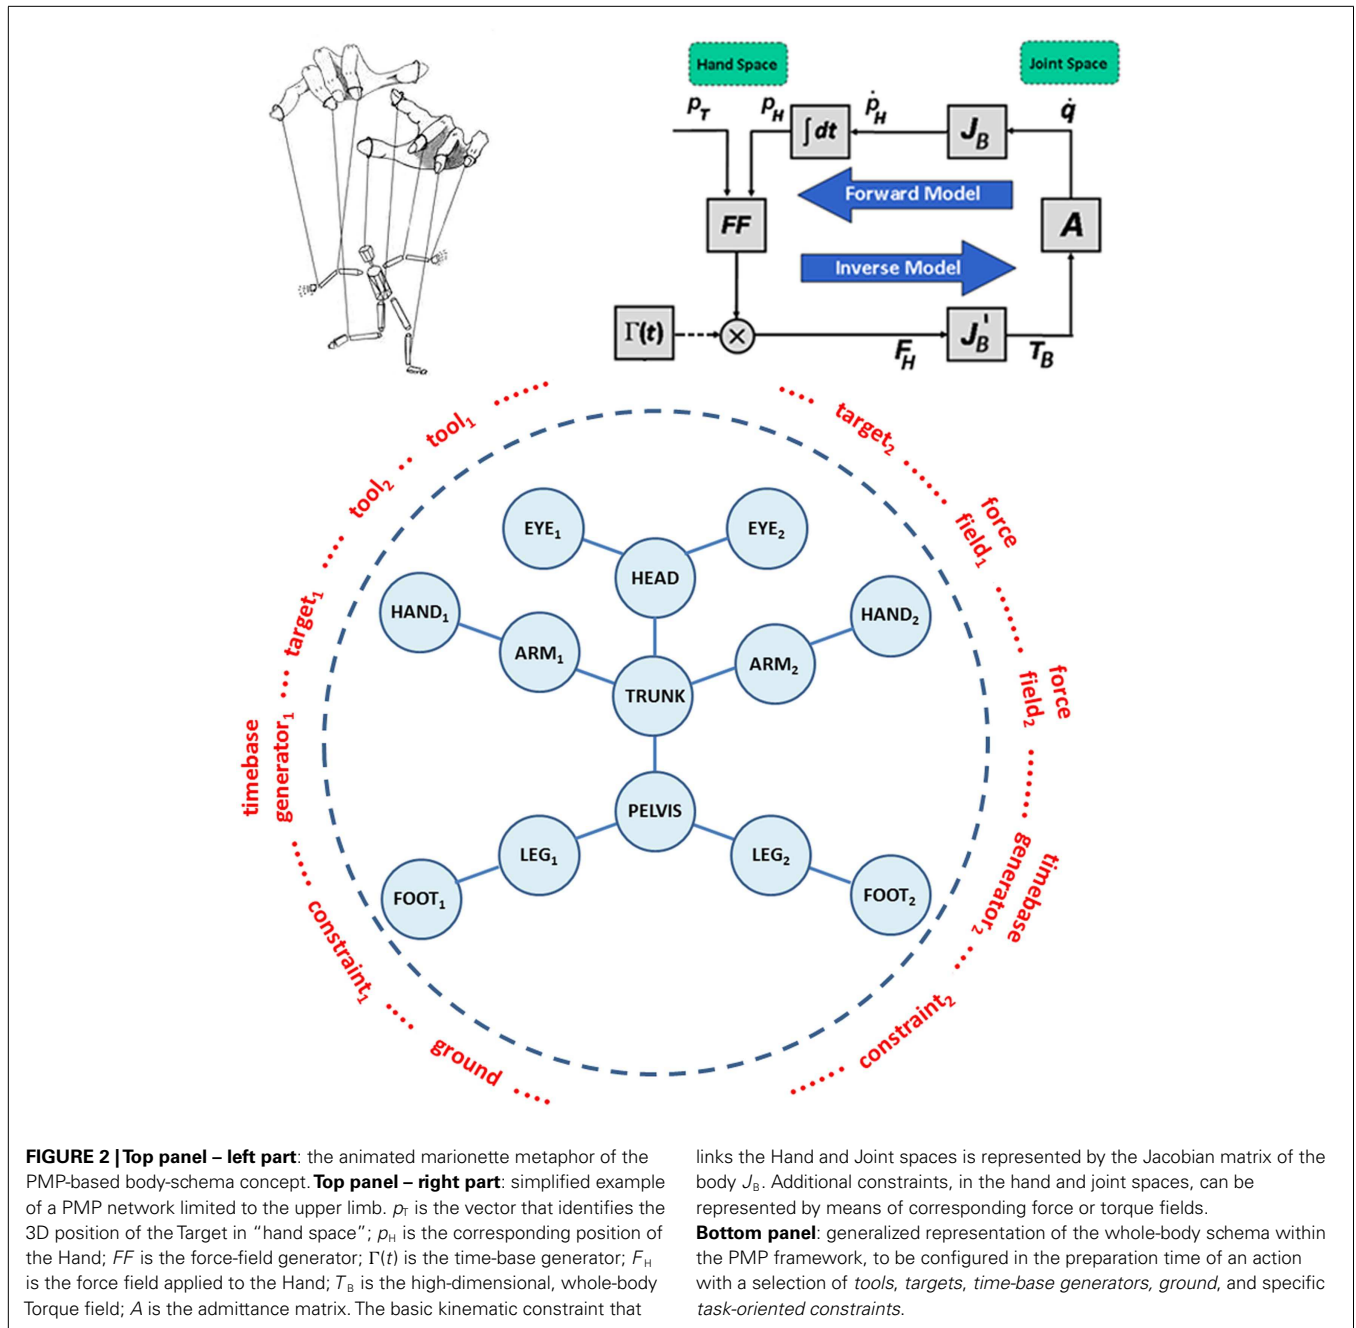 Hand Space
Joint Space
p_T
p_H
ṗ_H
q̇
∫dt
J_B
Forward Model
FF
A
Inverse Model
Γ(t)
×
F_H
J_B'
T_B
tool₁
tool₂
target₁
timebase
generator₁
constraint₁
ground
target₂
force
field₁
force
field₂
timebase
generator₂
constraint₂
EYE₁
EYE₂
HEAD
HAND₁
HAND₂
ARM₁
ARM₂
TRUNK
PELVIS
LEG₁
LEG₂
FOOT₁
FOOT₂
FIGURE 2 | Top panel – left part: the animated marionette metaphor of the
PMP-based body-schema concept. Top panel – right part: simplified example
of a PMP network limited to the upper limb. p_T is the vector that identifies the
3D position of the Target in “hand space”; p_H is the corresponding position of
the Hand; FF is the force-field generator; Γ(t) is the time-base generator; F_H
is the force field applied to the Hand; T_B is the high-dimensional, whole-body
Torque field; A is the admittance matrix. The basic kinematic constraint that
links the Hand and Joint spaces is represented by the Jacobian matrix of the
body J_B. Additional constraints, in the hand and joint spaces, can be
represented by means of corresponding force or torque fields.
Bottom panel: generalized representation of the whole-body schema within
the PMP framework, to be configured in the preparation time of an action
with a selection of tools, targets, time-base generators, ground, and specific
task-oriented constraints.